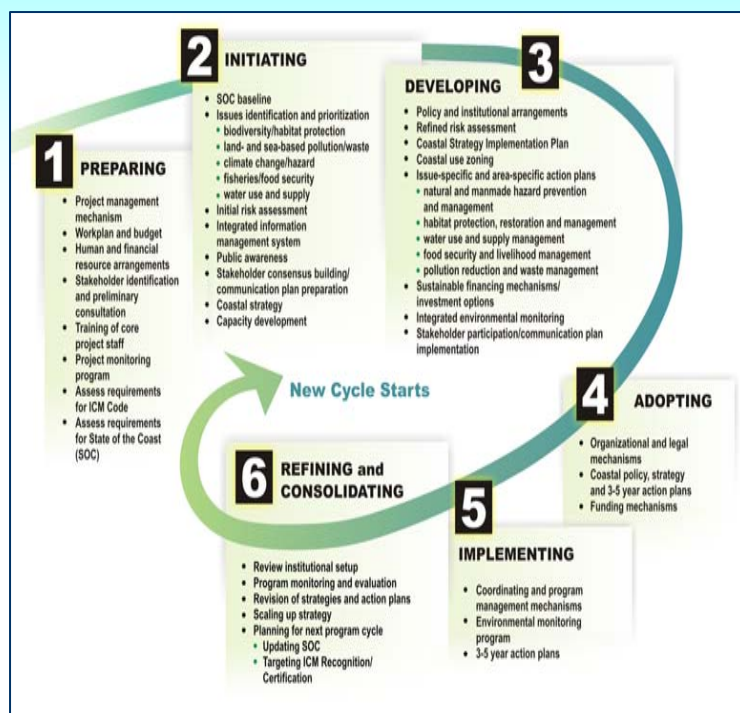 1 PREPARING
• Project management
mechanism
• Workplan and budget
• Human and financial
resource arrangements
• Stakeholder identification
and preliminary
consultation
• Training of core
project staff
• Project monitoring
program
• Assess requirements
for ICM Code
• Assess requirements
for State of the Coast
(SOC)
2 INITIATING
• SOC baseline
• Issues identification and prioritization
• biodiversity/habitat protection
• land- and sea-based pollution/waste
• climate change/hazard
• fisheries/food security
• water use and supply
• Initial risk assessment
• Integrated information
management system
• Public awareness
• Stakeholder consensus building/
communication plan preparation
• Coastal strategy
• Capacity development
3
DEVELOPING
• Policy and institutional arrangements
• Refined risk assessment
• Coastal Strategy Implementation Plan
• Coastal use zoning
• Issue-specific and area-specific action plans
• natural and manmade hazard prevention
and management
• habitat protection, restoration and management
• water use and supply management
• food security and livelihood management
• pollution reduction and waste management
• Sustainable financing mechanisms/
investment options
• Integrated environmental monitoring
• Stakeholder participation/communication plan
implementation
New Cycle Starts
4 ADOPTING
• Organizational and legal
mechanisms
• Coastal policy, strategy
and 3-5 year action plans
• Funding mechanisms
5
IMPLEMENTING
• Coordinating and program
management mechanisms
• Environmental monitoring
program
• 3-5 year action plans
6 REFINING and
CONSOLIDATING
• Review institutional setup
• Program monitoring and evaluation
• Revision of strategies and action plans
• Scaling up strategy
• Planning for next program cycle
• Updating SOC
• Targeting ICM Recognition/
Certification